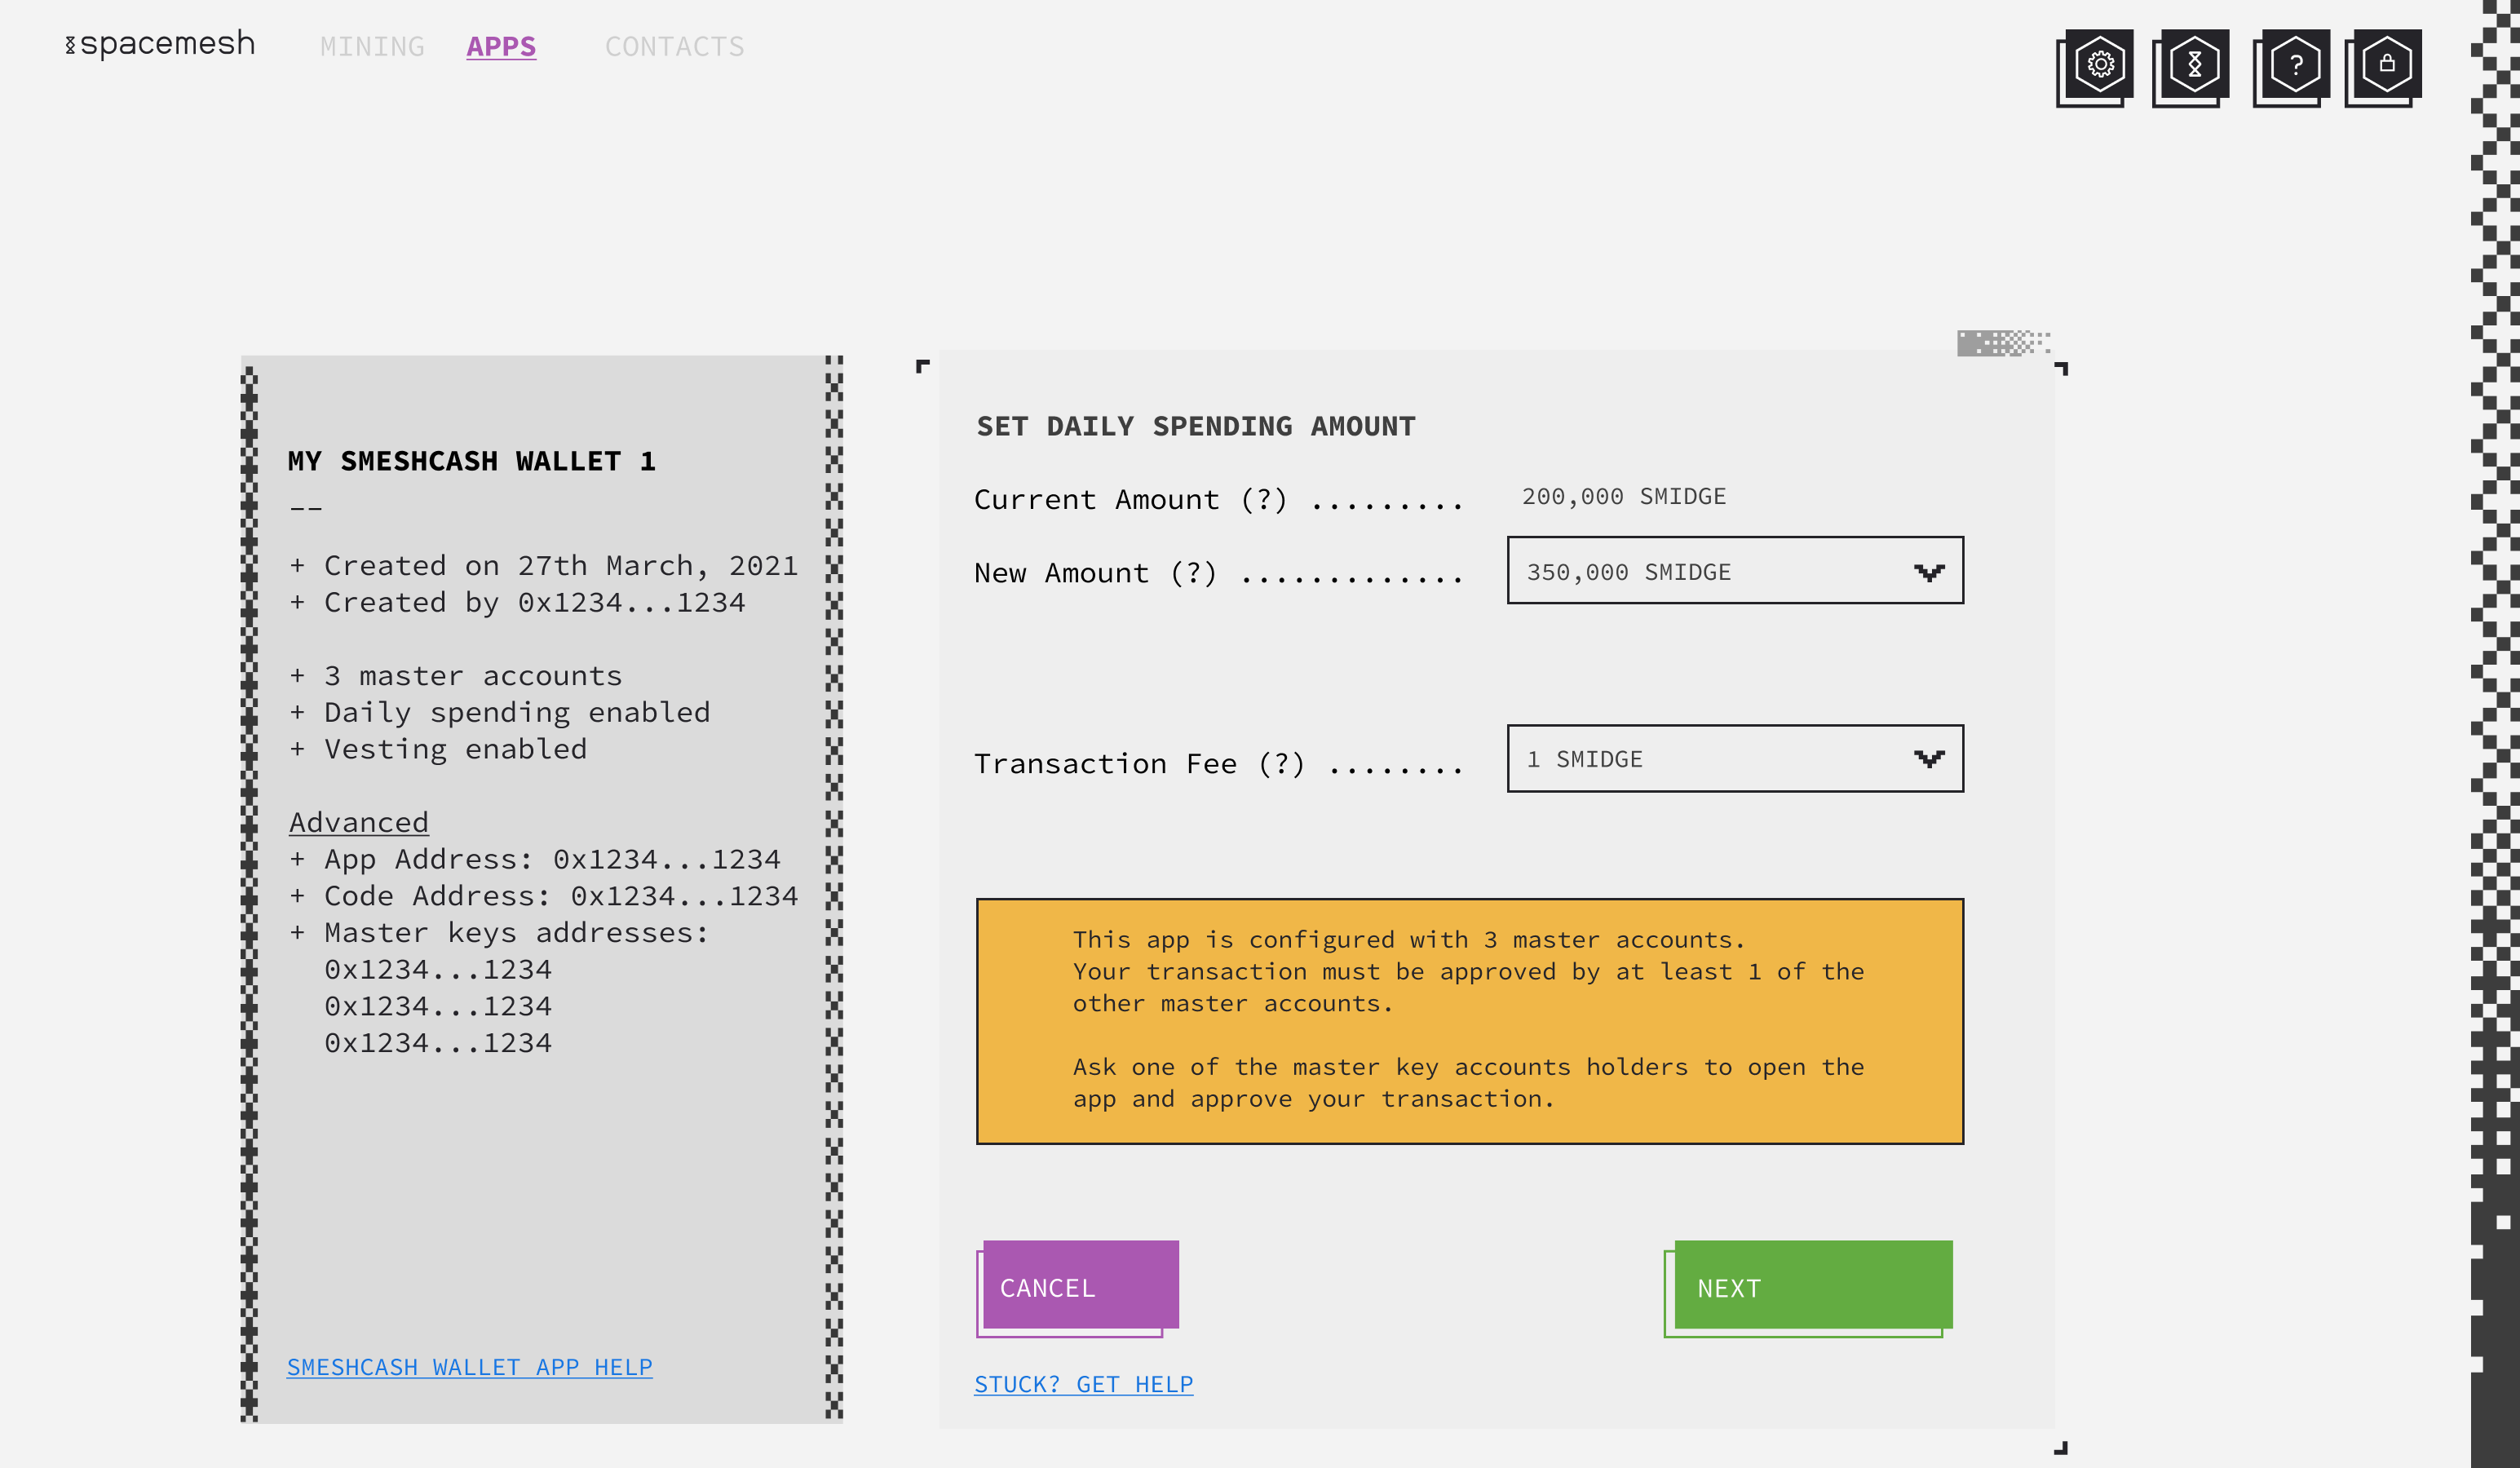 spacemesh
MINING
APPS
CONTACTS
?
MY SMESHCASH WALLET 1
--
+ Created on 27th March, 2021
+ Created by 0x1234...1234
+ 3 master accounts
+ Daily spending enabled
+ Vesting enabled
Advanced
+ App Address: 0x1234...1234
+ Code Address: 0x1234...1234
+ Master keys addresses:
0x1234...1234
0x1234...1234
0x1234...1234
SMESHCASH WALLET APP HELP
SET DAILY SPENDING AMOUNT
Current Amount (?) ......... 200,000 SMIDGE
New Amount (?) ............. 350,000 SMIDGE
Transaction Fee (?) ........ 1 SMIDGE
This app is configured with 3 master accounts.
Your transaction must be approved by at least 1 of the
other master accounts.
Ask one of the master key accounts holders to open the
app and approve your transaction.
CANCEL
NEXT
STUCK? GET HELP